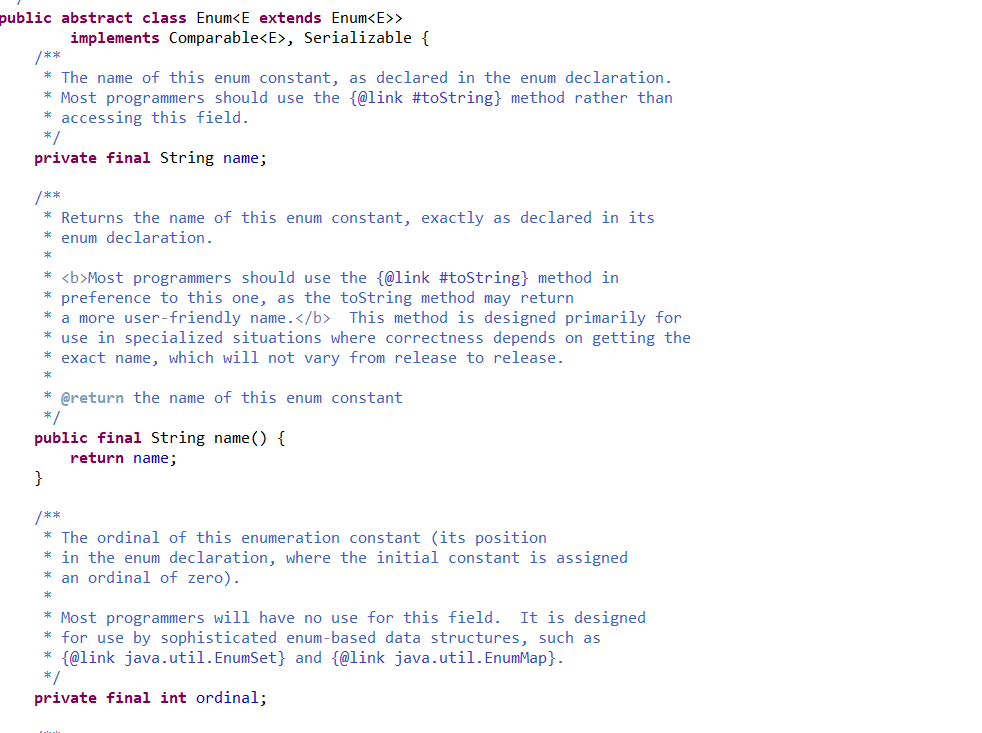 public abstract class Enum<E extends Enum<E>>
        implements Comparable<E>, Serializable {
    /**
     * The name of this enum constant, as declared in the enum declaration.
     * Most programmers should use the {@link #toString} method rather than
     * accessing this field.
     */
    private final String name;

    /**
     * Returns the name of this enum constant, exactly as declared in its
     * enum declaration.
     *
     * <b>Most programmers should use the {@link #toString} method in
     * preference to this one, as the toString method may return
     * a more user-friendly name.</b>  This method is designed primarily for
     * use in specialized situations where correctness depends on getting the
     * exact name, which will not vary from release to release.
     *
     * @return the name of this enum constant
     */
    public final String name() {
        return name;
    }

    /**
     * The ordinal of this enumeration constant (its position
     * in the enum declaration, where the initial constant is assigned
     * an ordinal of zero).
     *
     * Most programmers will have no use for this field.  It is designed
     * for use by sophisticated enum-based data structures, such as
     * {@link java.util.EnumSet} and {@link java.util.EnumMap}.
     */
    private final int ordinal;